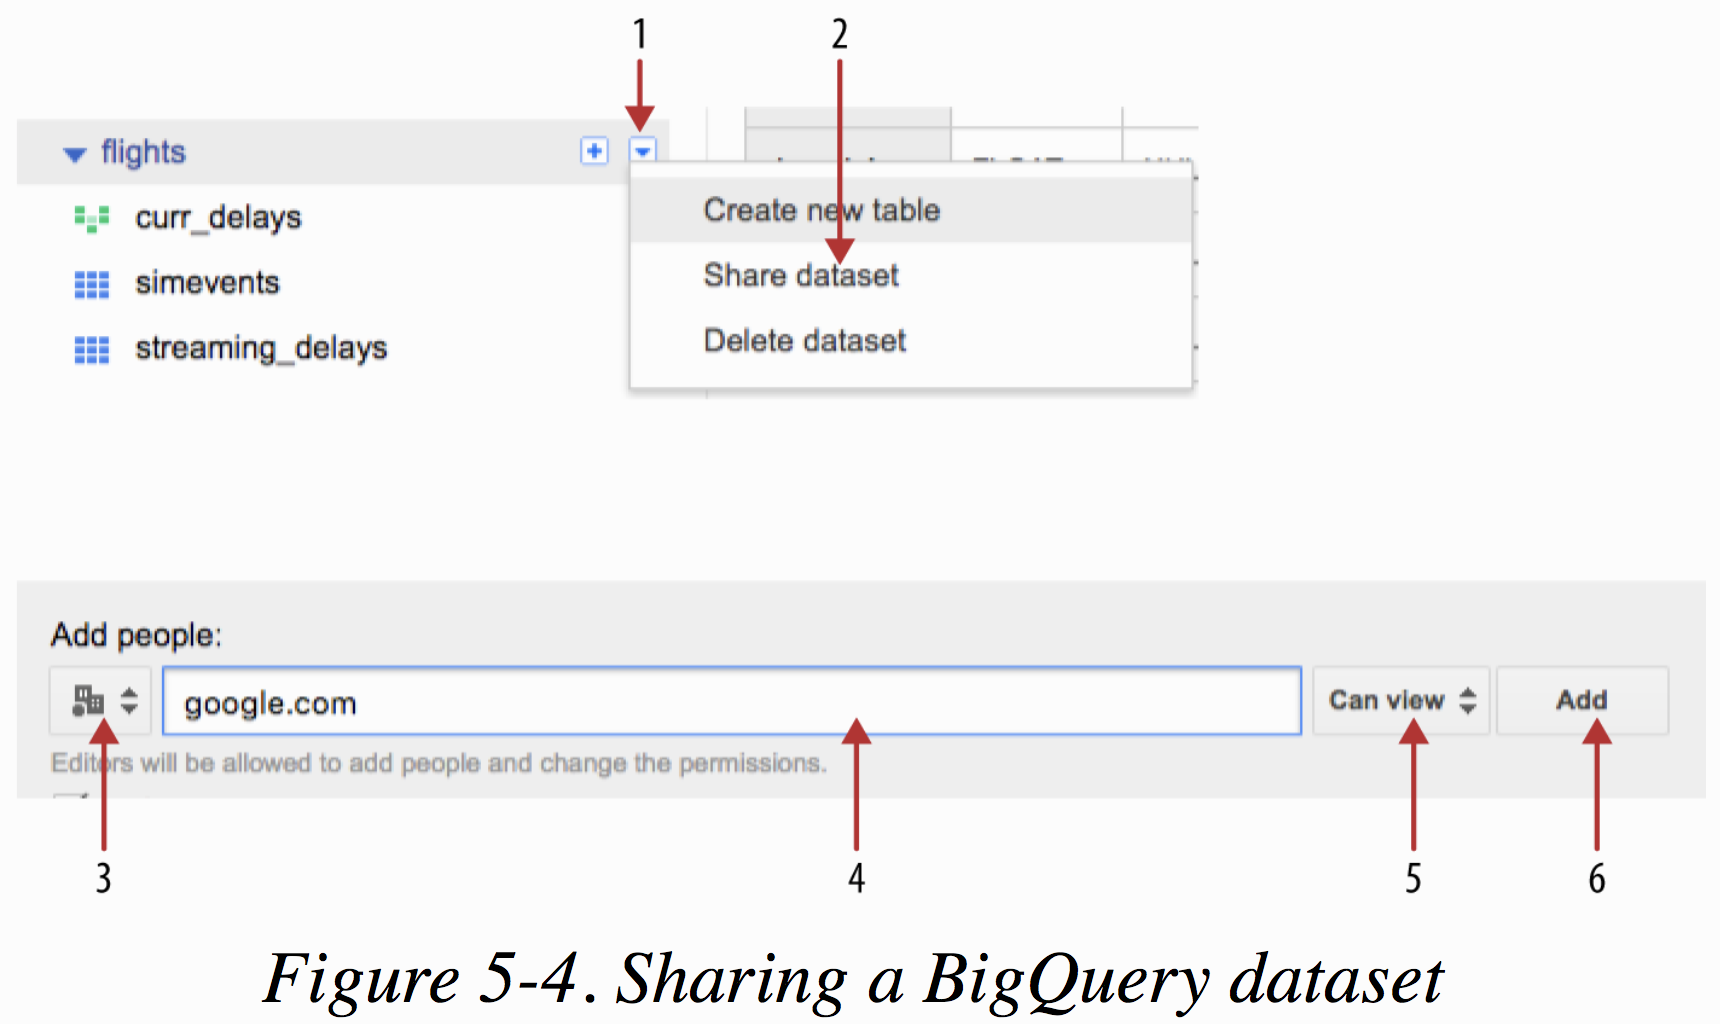 1
2
flights
curr_delays
simevents
streaming_delays
Create new table
Share dataset
Delete dataset
Add people:
google.com
Can view
Add
Editors will be allowed to add people and change the permissions.
3
4
5
6
Figure 5-4. Sharing a BigQuery dataset